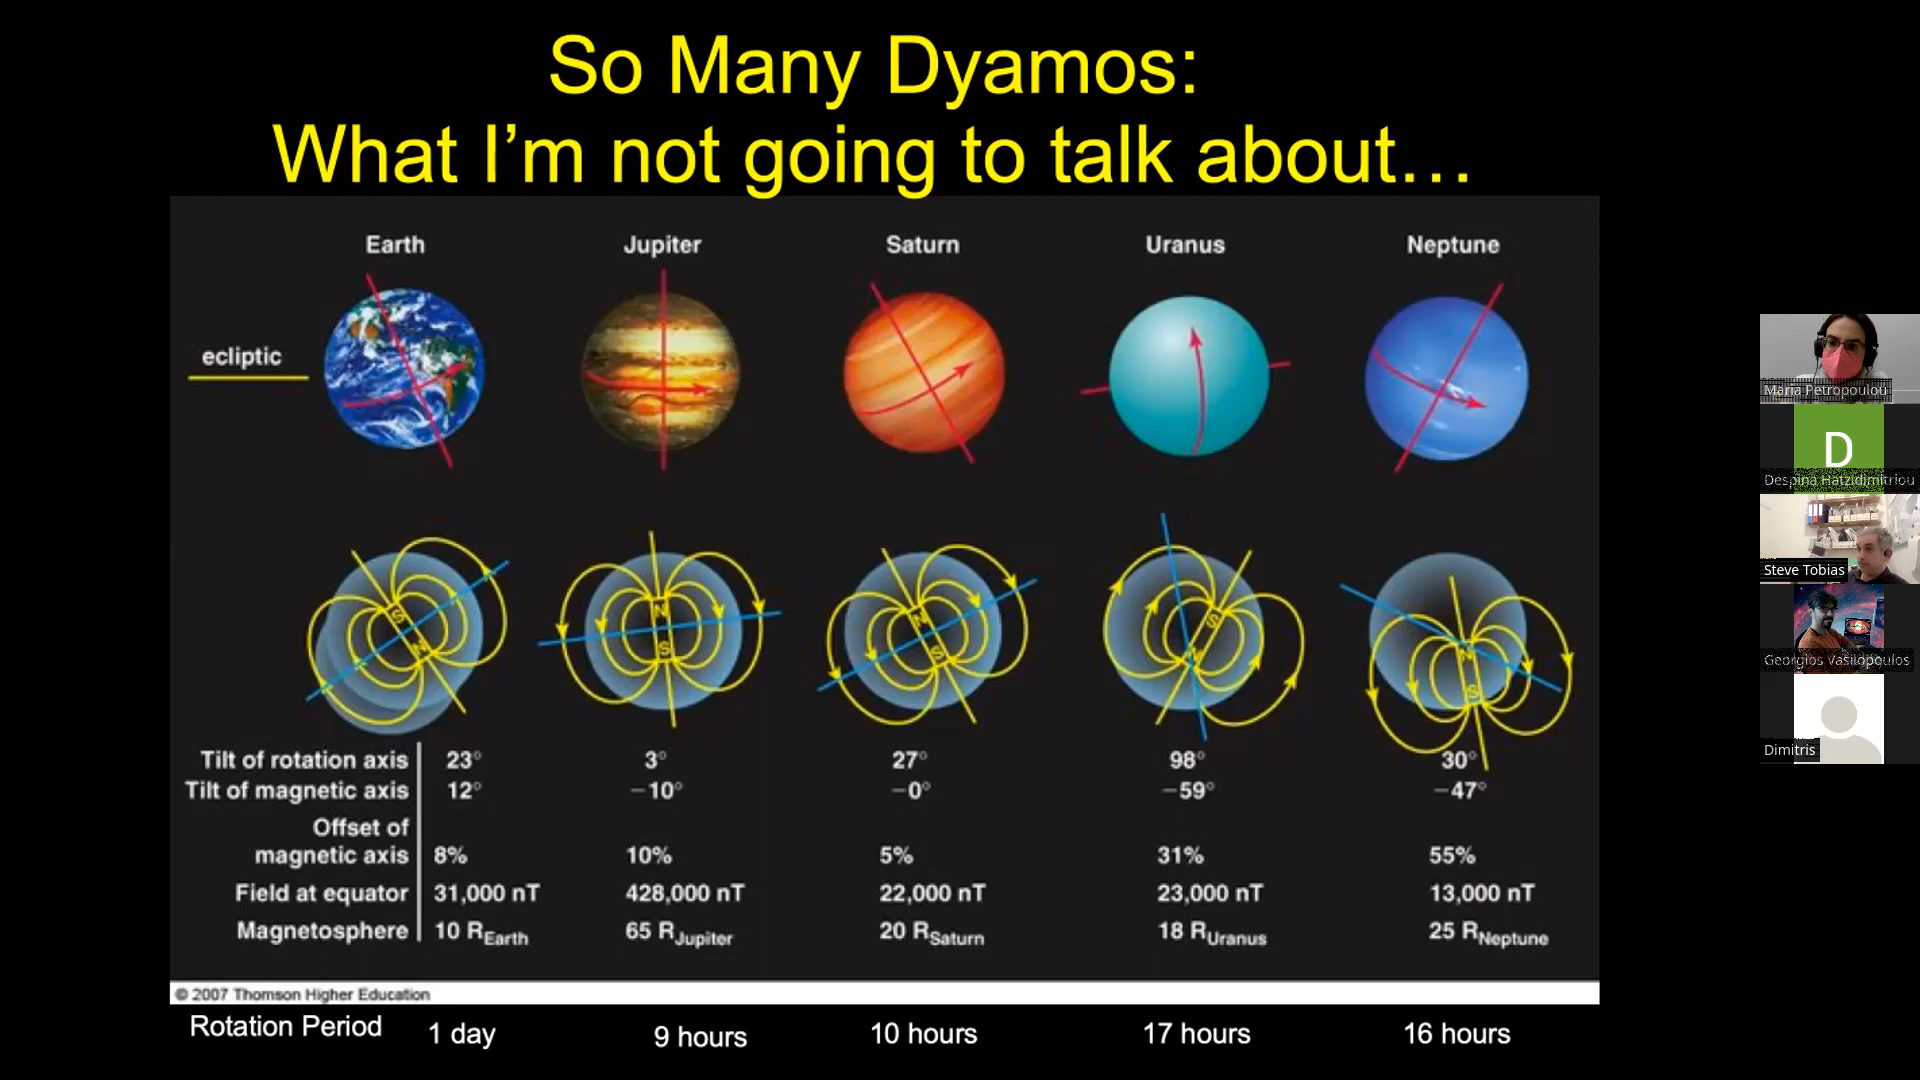 So Many Dyamos:
What I'm not going to talk about…
Earth Jupiter Saturn Uranus Neptune
ecliptic
S N N S N S S N N S
Tilt of rotation axis 23° 3° 27° 98° 30°
Tilt of magnetic axis 12° −10° −0° −59° −47°
Offset of
magnetic axis 8% 10% 5% 31% 55%
Field at equator 31,000 nT 428,000 nT 22,000 nT 23,000 nT 13,000 nT
Magnetosphere 10 REarth 65 RJupiter 20 RSaturn 18 RUranus 25 RNeptune
© 2007 Thomson Higher Education
Rotation Period 1 day 9 hours 10 hours 17 hours 16 hours
Maria Petropoulou
D
Despina Hatzidimitriou
Steve Tobias
Georgios Vasilopoulos
Dimitris